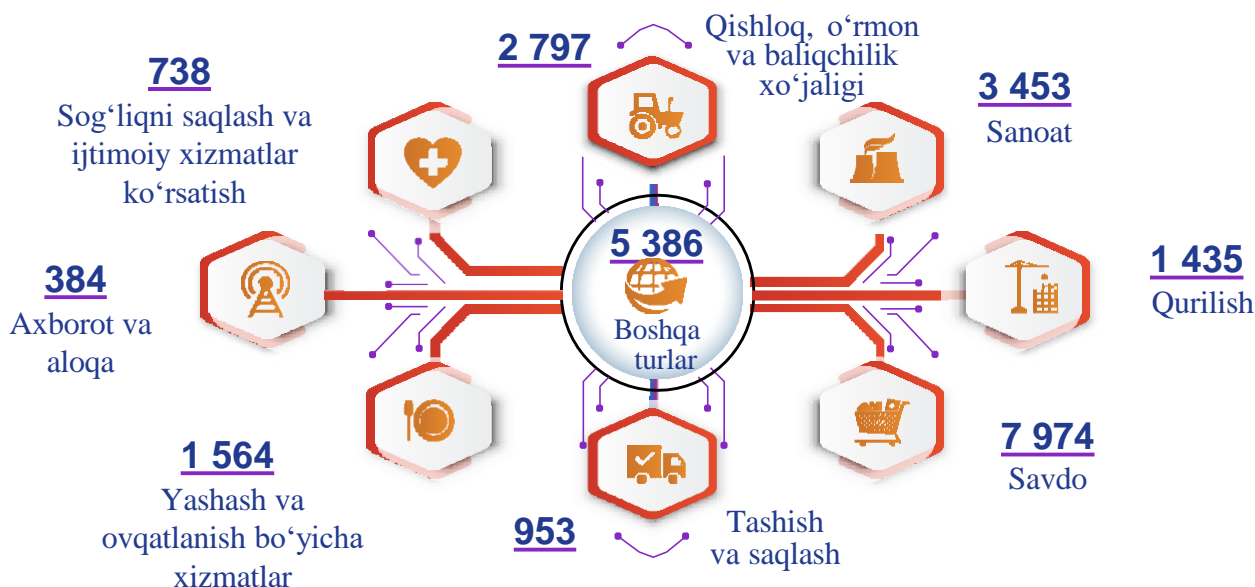 2 797
Qishloq, o‘rmon
va baliqchilik
xo‘jaligi
738
Sog‘liqni saqlash va
ijtimoiy xizmatlar
ko‘rsatish
3 453
Sanoat
5 386
Boshqa
turlar
384
Axborot va
aloqa
1 435
Qurilish
1 564
Yashash va
ovqatlanish bo‘yicha
xizmatlar
953
Tashish
va saqlash
7 974
Savdo